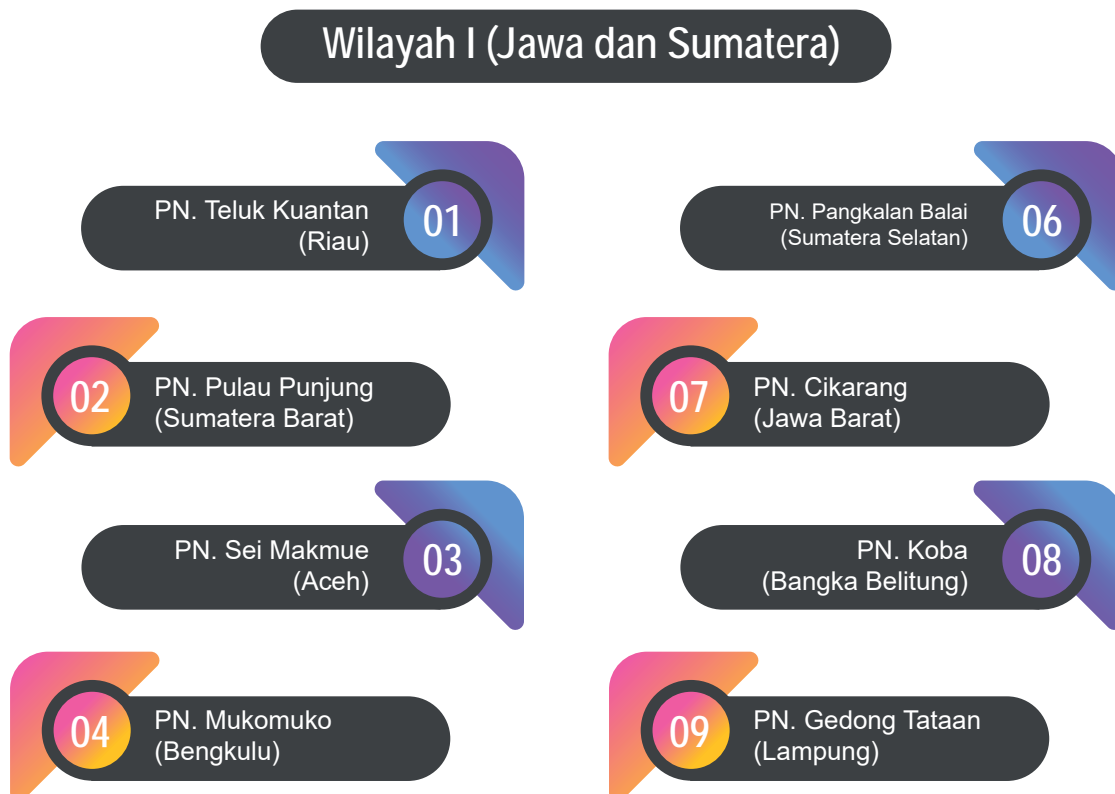 Wilayah I (Jawa dan Sumatera)
PN. Teluk Kuantan
(Riau)
01
02
PN. Pulau Punjung
(Sumatera Barat)
PN. Sei Makmue
(Aceh)
03
04
PN. Mukomuko
(Bengkulu)
PN. Pangkalan Balai
(Sumatera Selatan)
06
07
PN. Cikarang
(Jawa Barat)
PN. Koba
(Bangka Belitung)
08
09
PN. Gedong Tataan
(Lampung)